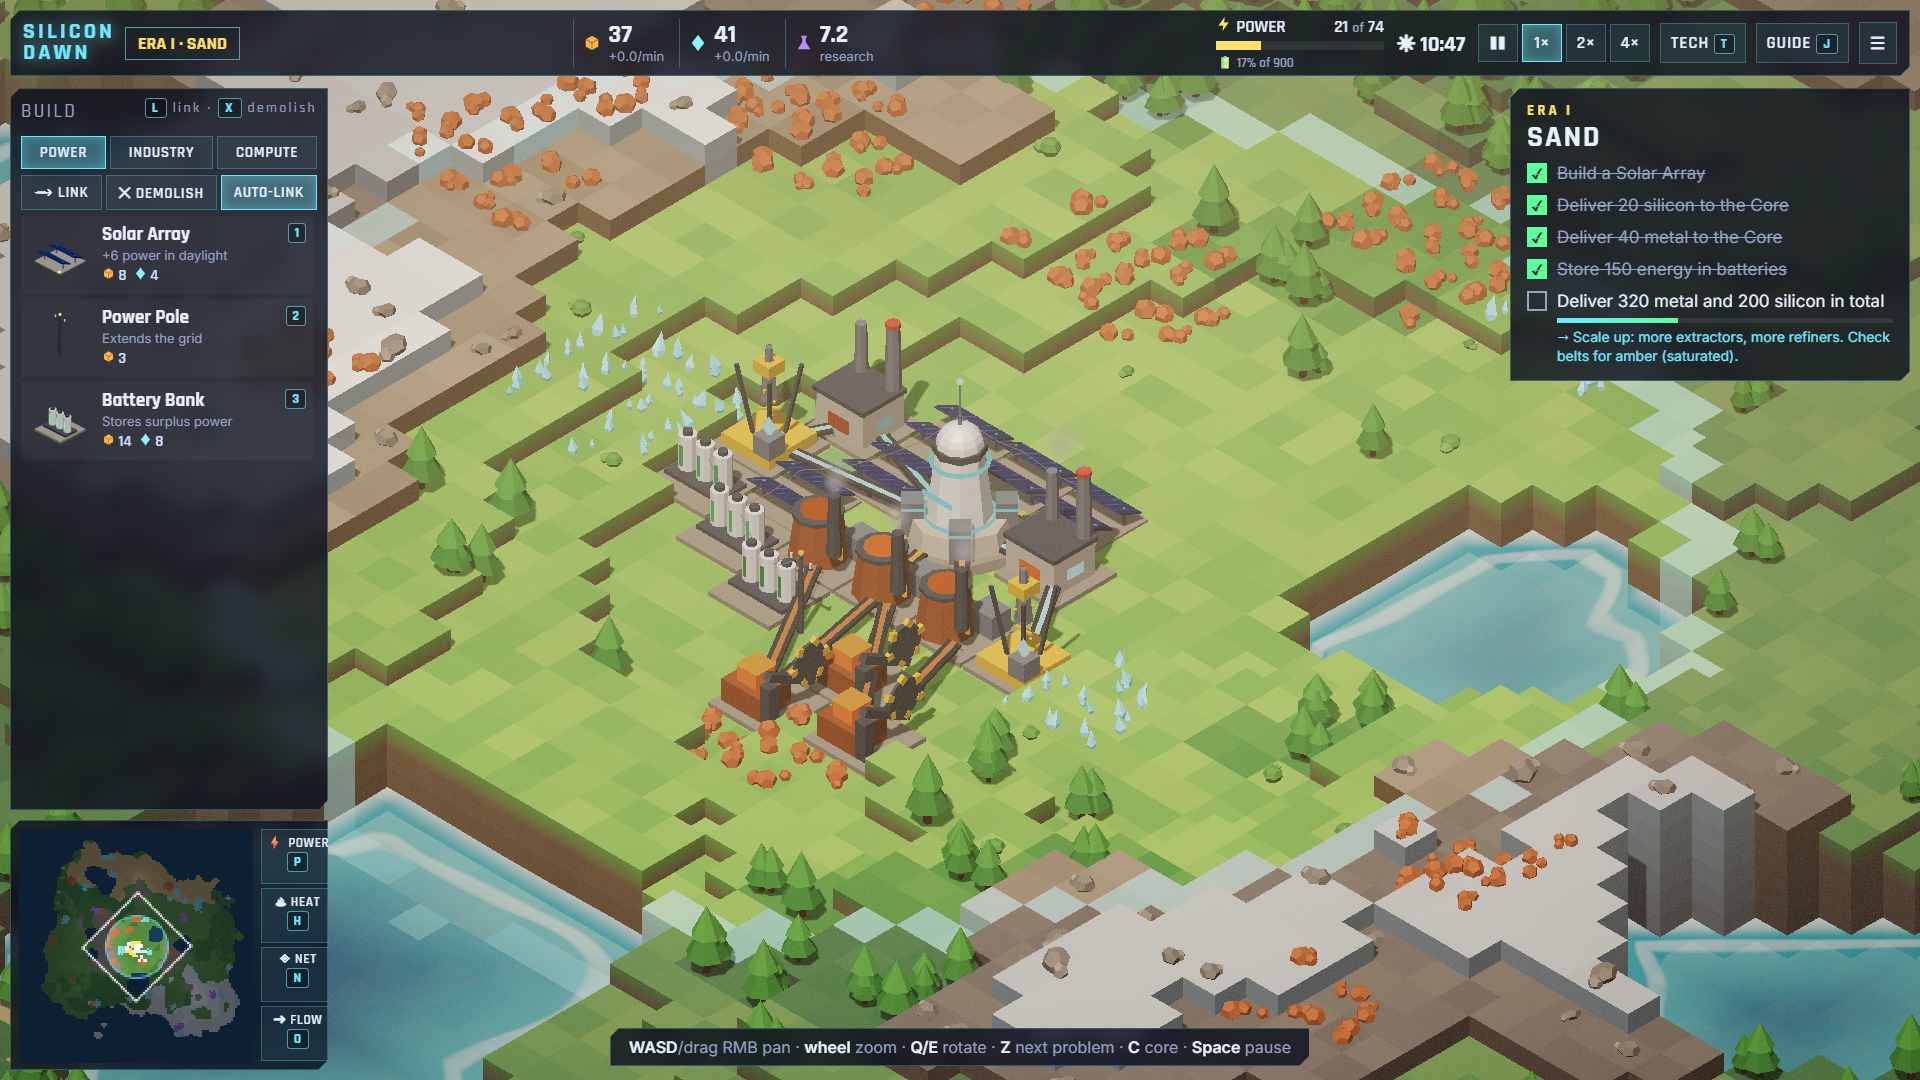 SILICON
DAWN
ERA I · SAND
37
+0.0/min
41
+0.0/min
7.2
research
POWER 21 of 74
17% of 900
10:47
1×
2×
4×
TECH T
GUIDE J
BUILD
L link · X demolish
POWER
INDUSTRY
COMPUTE
LINK
DEMOLISH
AUTO-LINK
Solar Array 1
+6 power in daylight
8 4
Power Pole 2
Extends the grid
3
Battery Bank 3
Stores surplus power
14 8
ERA I
SAND
Build a Solar Array
Deliver 20 silicon to the Core
Deliver 40 metal to the Core
Store 150 energy in batteries
Deliver 320 metal and 200 silicon in total
→ Scale up: more extractors, more refiners. Check
belts for amber (saturated).
POWER
P
HEAT
H
NET
N
FLOW
O
WASD/drag RMB pan · wheel zoom · Q/E rotate · Z next problem · C core · Space pause